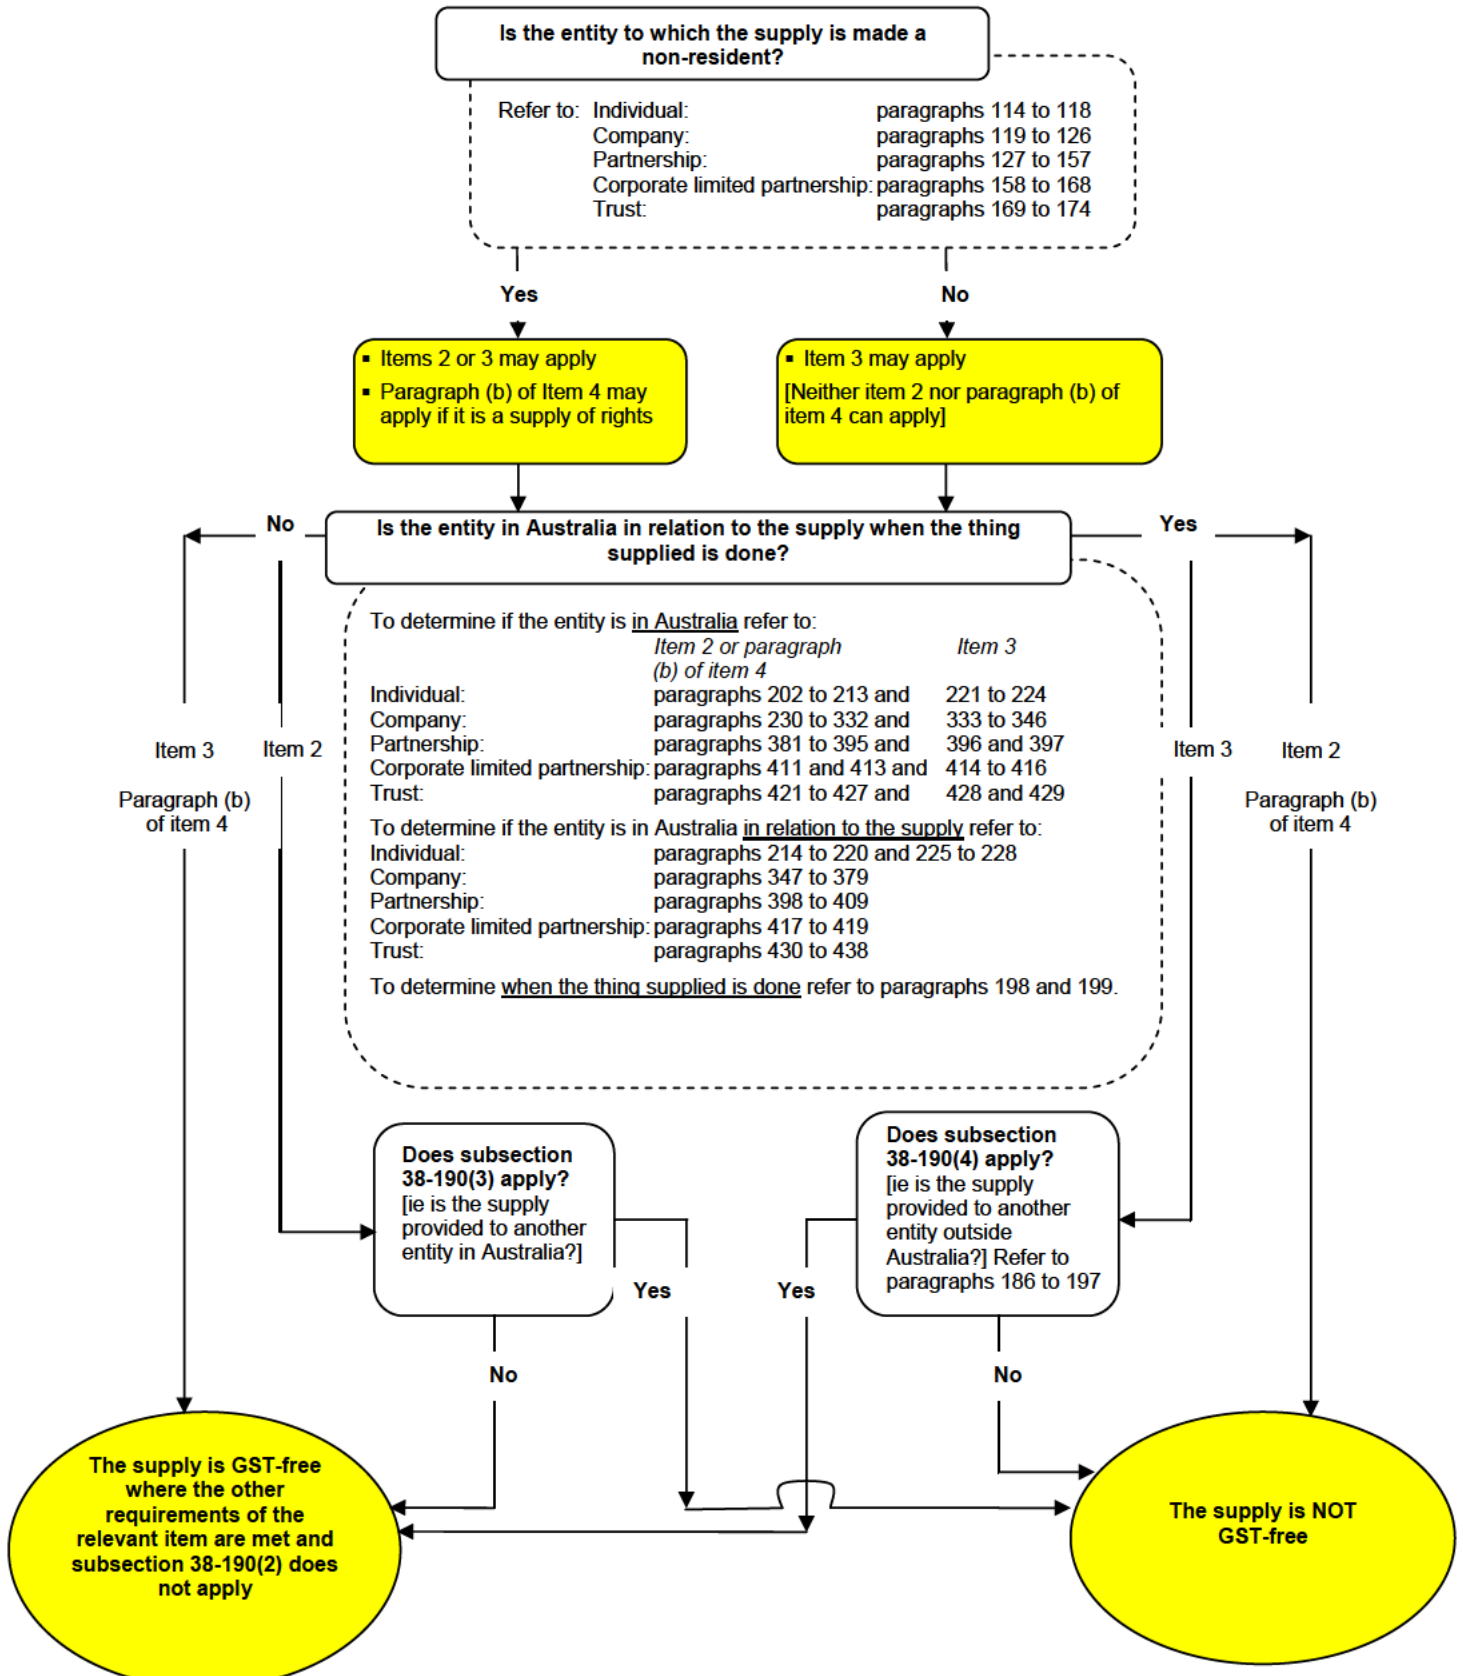 Is the entity to which the supply is made a
non-resident?
Refer to: Individual: paragraphs 114 to 118
Company: paragraphs 119 to 126
Partnership: paragraphs 127 to 157
Corporate limited partnership: paragraphs 158 to 168
Trust: paragraphs 169 to 174
Yes
No
▪ Items 2 or 3 may apply
▪ Paragraph (b) of Item 4 may
apply if it is a supply of rights
▪ Item 3 may apply
[Neither item 2 nor paragraph (b) of
item 4 can apply]
No
Is the entity in Australia in relation to the supply when the thing
supplied is done?
Yes
To determine if the entity is in Australia refer to:
Item 2 or paragraph Item 3
(b) of item 4
Individual: paragraphs 202 to 213 and 221 to 224
Company: paragraphs 230 to 332 and 333 to 346
Partnership: paragraphs 381 to 395 and 396 and 397
Corporate limited partnership: paragraphs 411 and 413 and 414 to 416
Trust: paragraphs 421 to 427 and 428 and 429
To determine if the entity is in Australia in relation to the supply refer to:
Individual: paragraphs 214 to 220 and 225 to 228
Company: paragraphs 347 to 379
Partnership: paragraphs 398 to 409
Corporate limited partnership: paragraphs 417 to 419
Trust: paragraphs 430 to 438
To determine when the thing supplied is done refer to paragraphs 198 and 199.
Item 3
Paragraph (b)
of item 4
Item 2
Item 3
Item 2
Paragraph (b)
of item 4
Does subsection
38-190(3) apply?
[ie is the supply
provided to another
entity in Australia?]
Does subsection
38-190(4) apply?
[ie is the supply
provided to another
entity outside
Australia?] Refer to
paragraphs 186 to 197
Yes
Yes
No
No
The supply is GST-free
where the other
requirements of the
relevant item are met and
subsection 38-190(2) does
not apply
The supply is NOT
GST-free